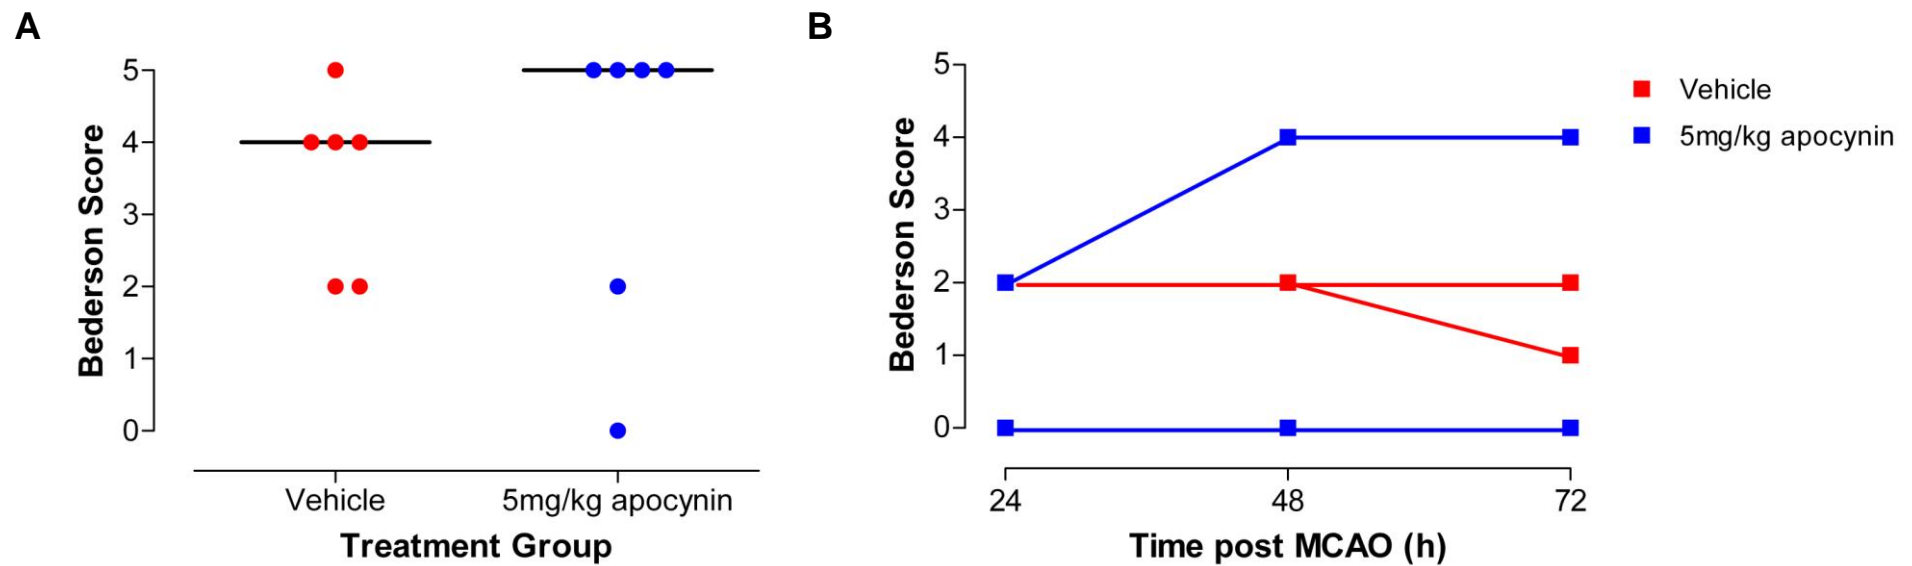 A
Bederson Score
5
4
3
2
1
0
Vehicle
5mg/kg apocynin
Treatment Group
B
Bederson Score
5
4
3
2
1
0
24
48
72
Time post MCAO (h)
Vehicle
5mg/kg apocynin